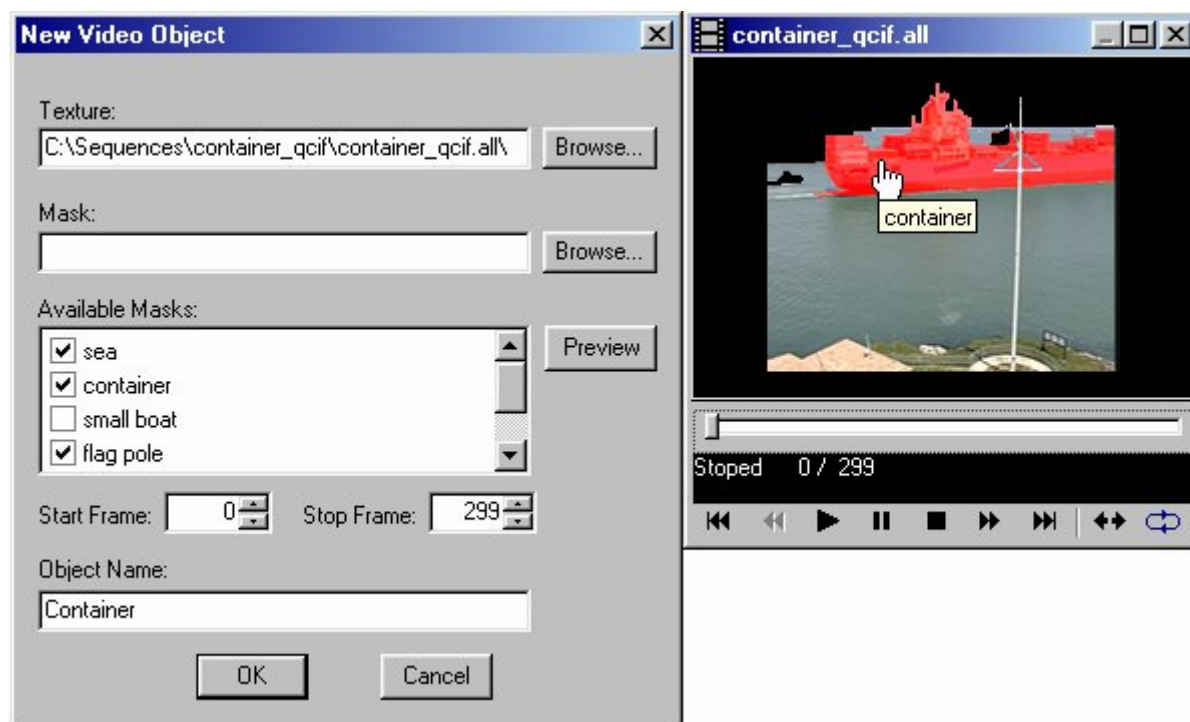 New Video Object
Texture:
C:\Sequences\container_qcif\container_qcif.all\
Browse...
Mask:
Browse...
Available Masks:
sea
container
small boat
flag pole
Preview
Start Frame: 0
Stop Frame: 299
Object Name:
Container
OK
Cancel
container_qcif.all
container
Stoped 0 / 299